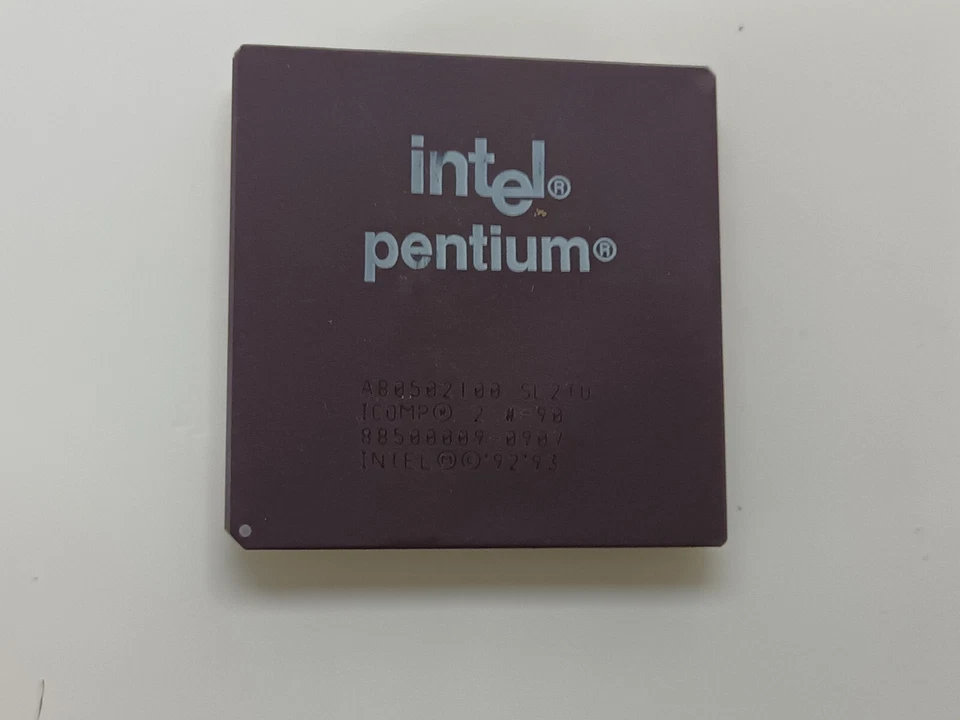 intel®
pentium®
A80502100 SL2TU
ICOMP® 2 #=90
88500009 0907
INTEL Ⓜ © '92 '93